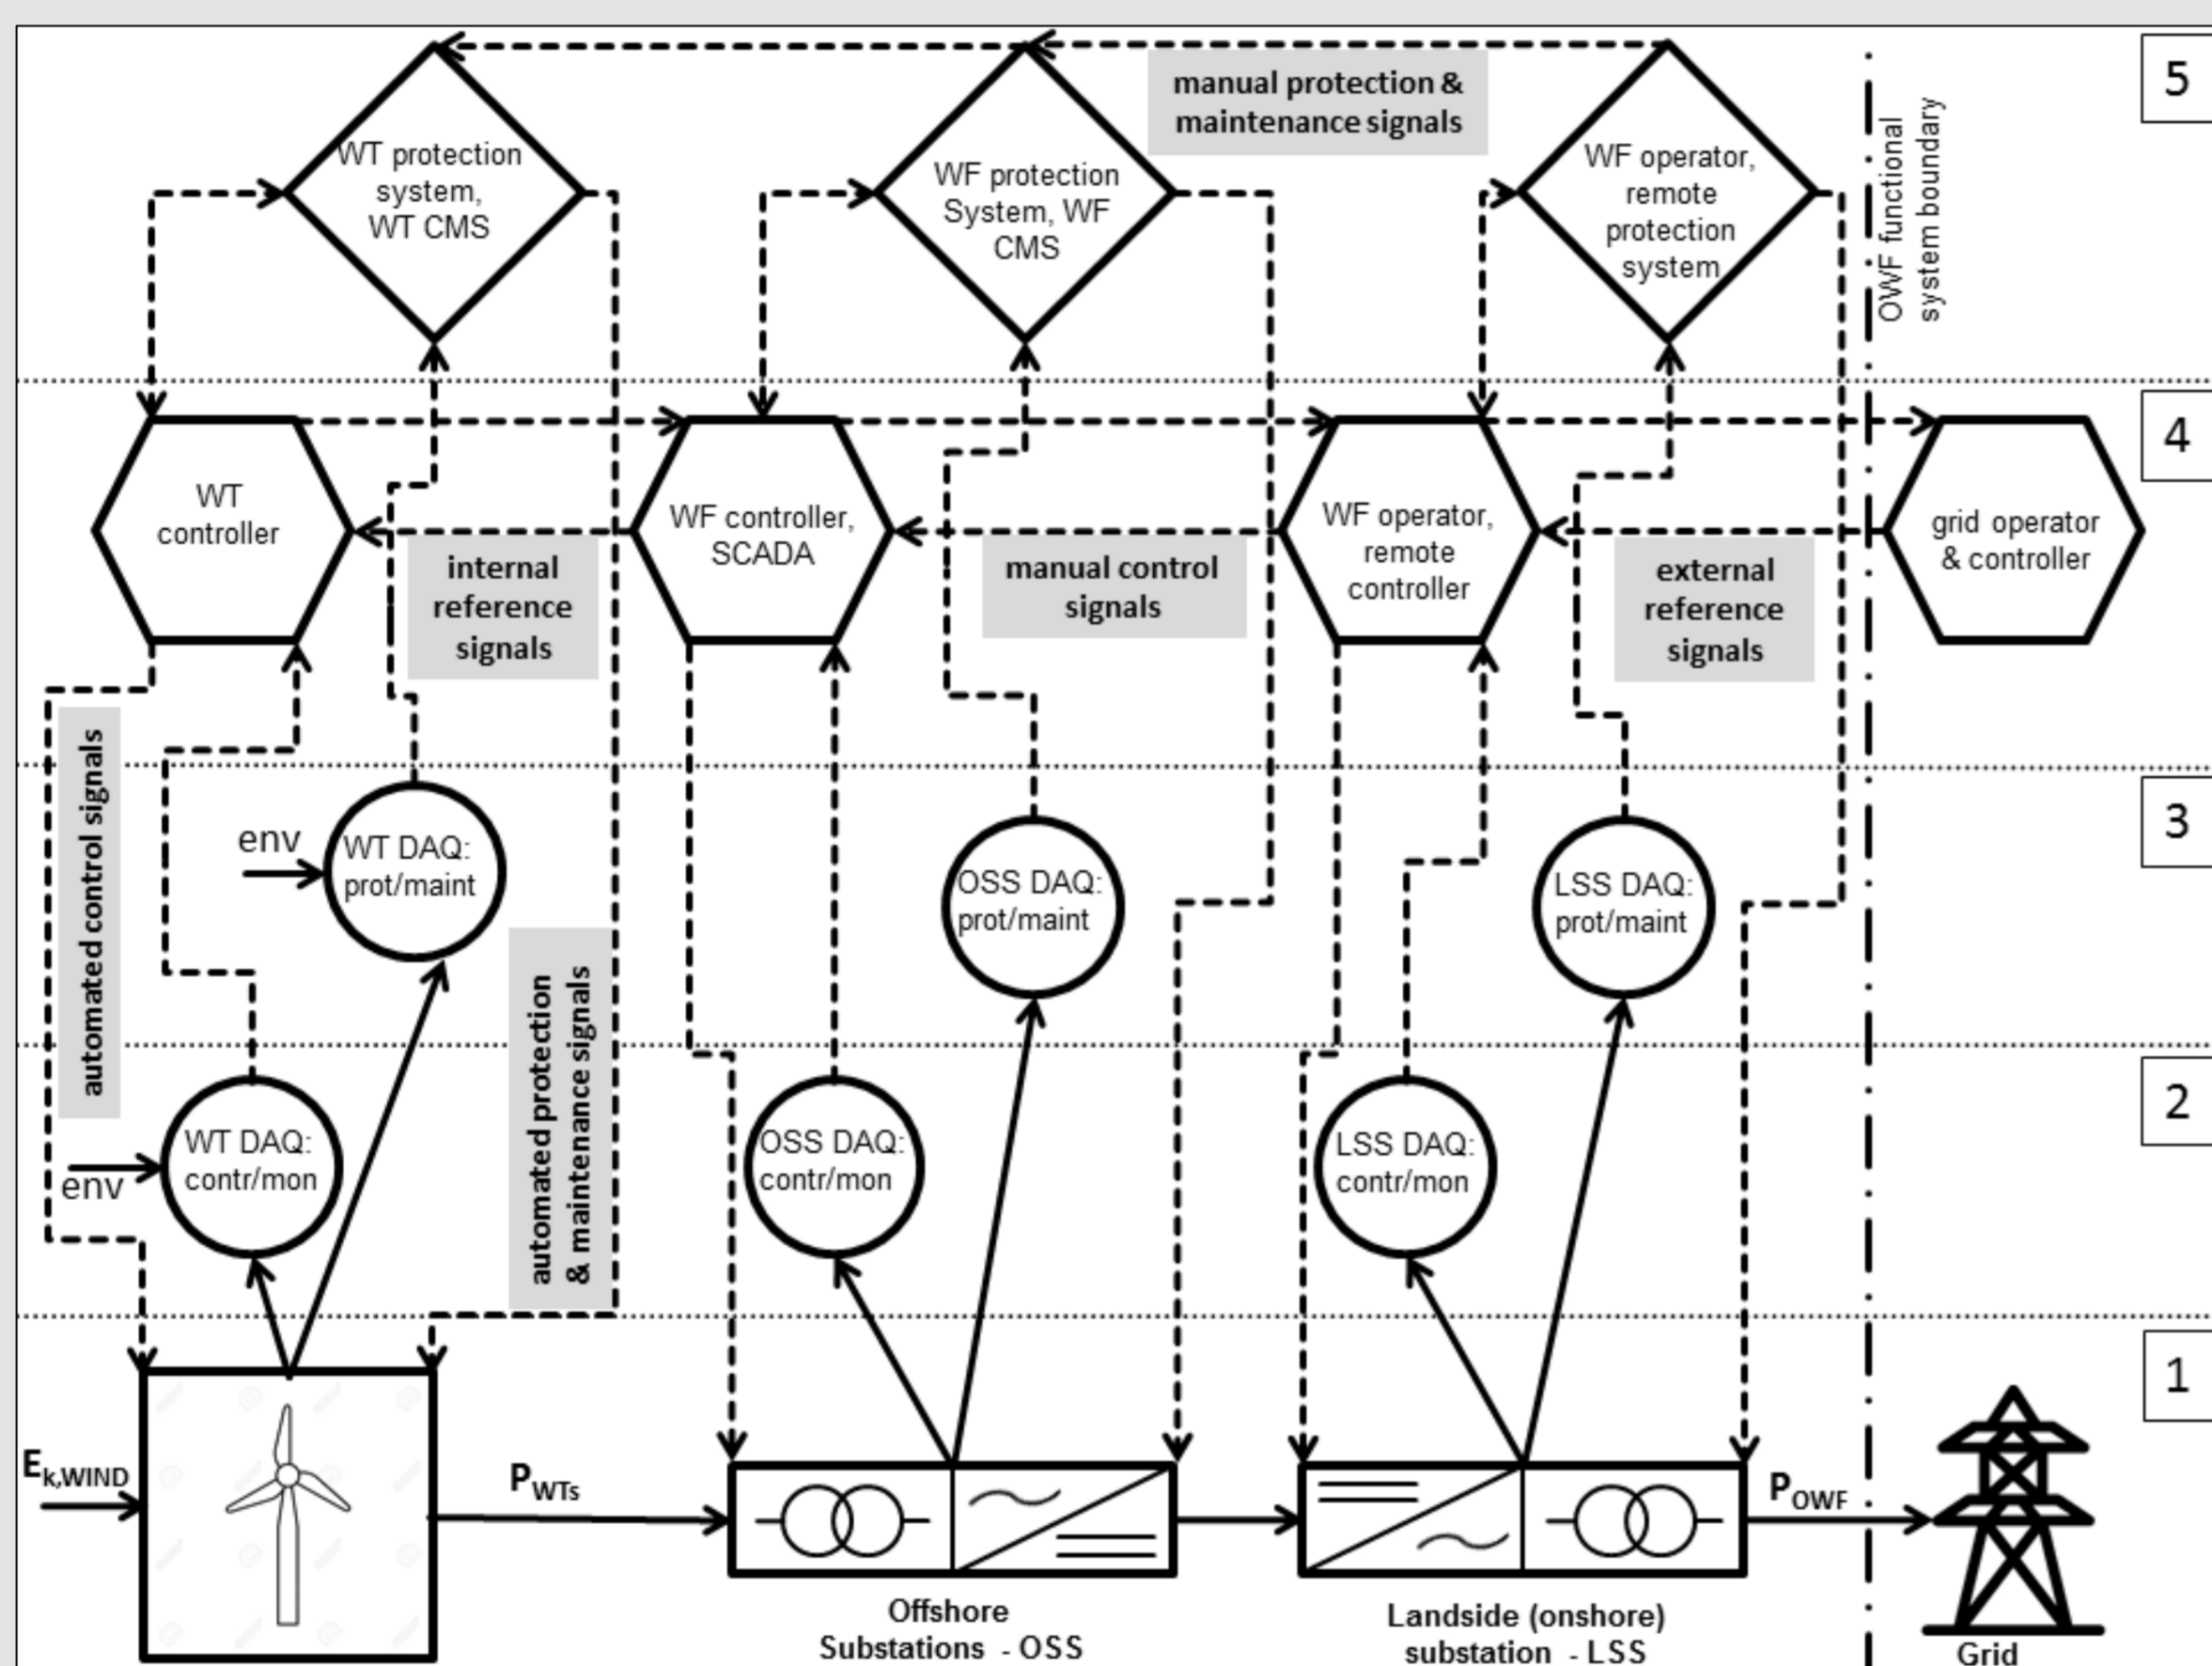 5
manual protection &
maintenance signals
WT protection
system,
WT CMS
WF protection
System, WF
CMS
WF operator,
remote
protection
system
OWF functional
system boundary
4
WT
controller
WF controller,
SCADA
WF operator,
remote
controller
grid operator
& controller
internal
reference
signals
manual control
signals
external
reference
signals
automated control signals
3
env
WT DAQ:
prot/maint
OSS DAQ:
prot/maint
LSS DAQ:
prot/maint
automated protection
& maintenance signals
2
env
WT DAQ:
contr/mon
OSS DAQ:
contr/mon
LSS DAQ:
contr/mon
1
Ek,WIND
PWTs
POWF
Offshore
Substations - OSS
Landside (onshore)
substation - LSS
Grid